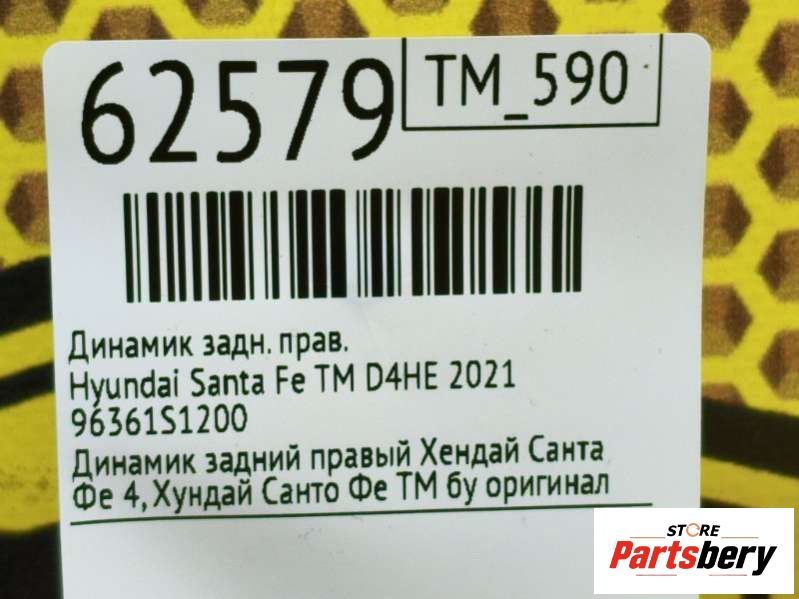 62579
TM_590
Динамик задн. прав.
Hyundai Santa Fe TM D4HE 2021
96361S1200
Динамик задний правый Хендай Санта
Фе 4, Хундай Санто Фе ТМ бу оригинал
STORE
Partsbery